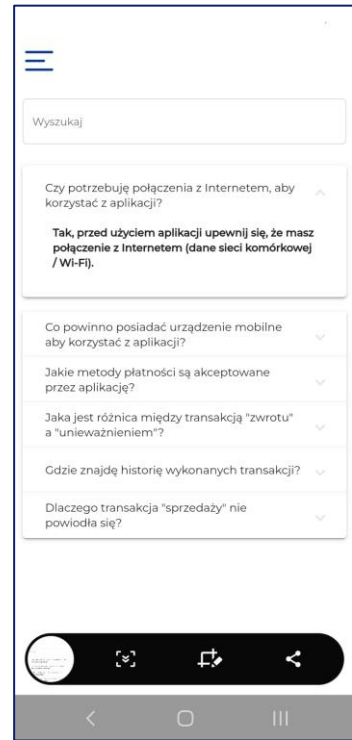 Wyszukaj
Czy potrzebuję połączenia z Internetem, aby
korzystać z aplikacji?
Tak, przed użyciem aplikacji upewnij się, że masz
połączenie z Internetem (dane sieci komórkowej
/ Wi-Fi).
Co powinno posiadać urządzenie mobilne
aby korzystać z aplikacji?
Jakie metody płatności są akceptowane
przez aplikację?
Jaka jest różnica między transakcją "zwrotu"
a "unieważnieniem"?
Gdzie znajdę historię wykonanych transakcji?
Dlaczego transakcja "sprzedaży" nie
powiodła się?